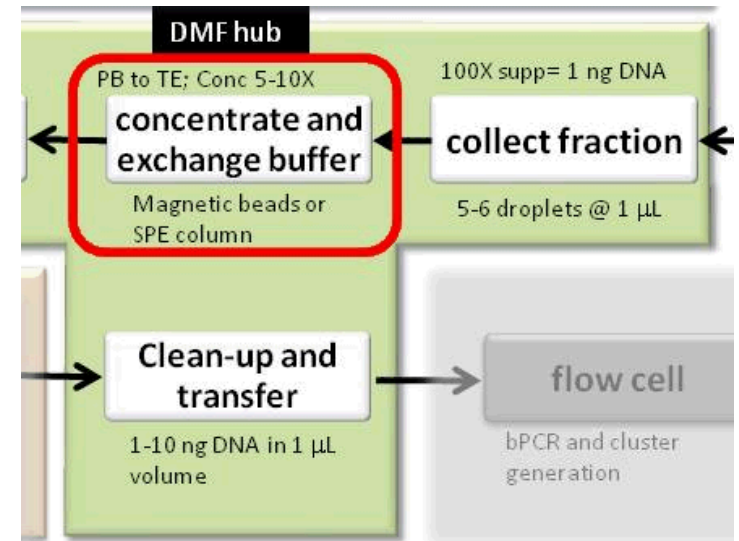 DMF hub
PB to TE; Conc 5-10X
concentrate and
exchange buffer
Magnetic beads or
SPE column
100X supp= 1 ng DNA
collect fraction
5-6 droplets @ 1 µL
Clean-up and
transfer
1-10 ng DNA in 1 µL
volume
flow cell
bPCR and cluster
generation